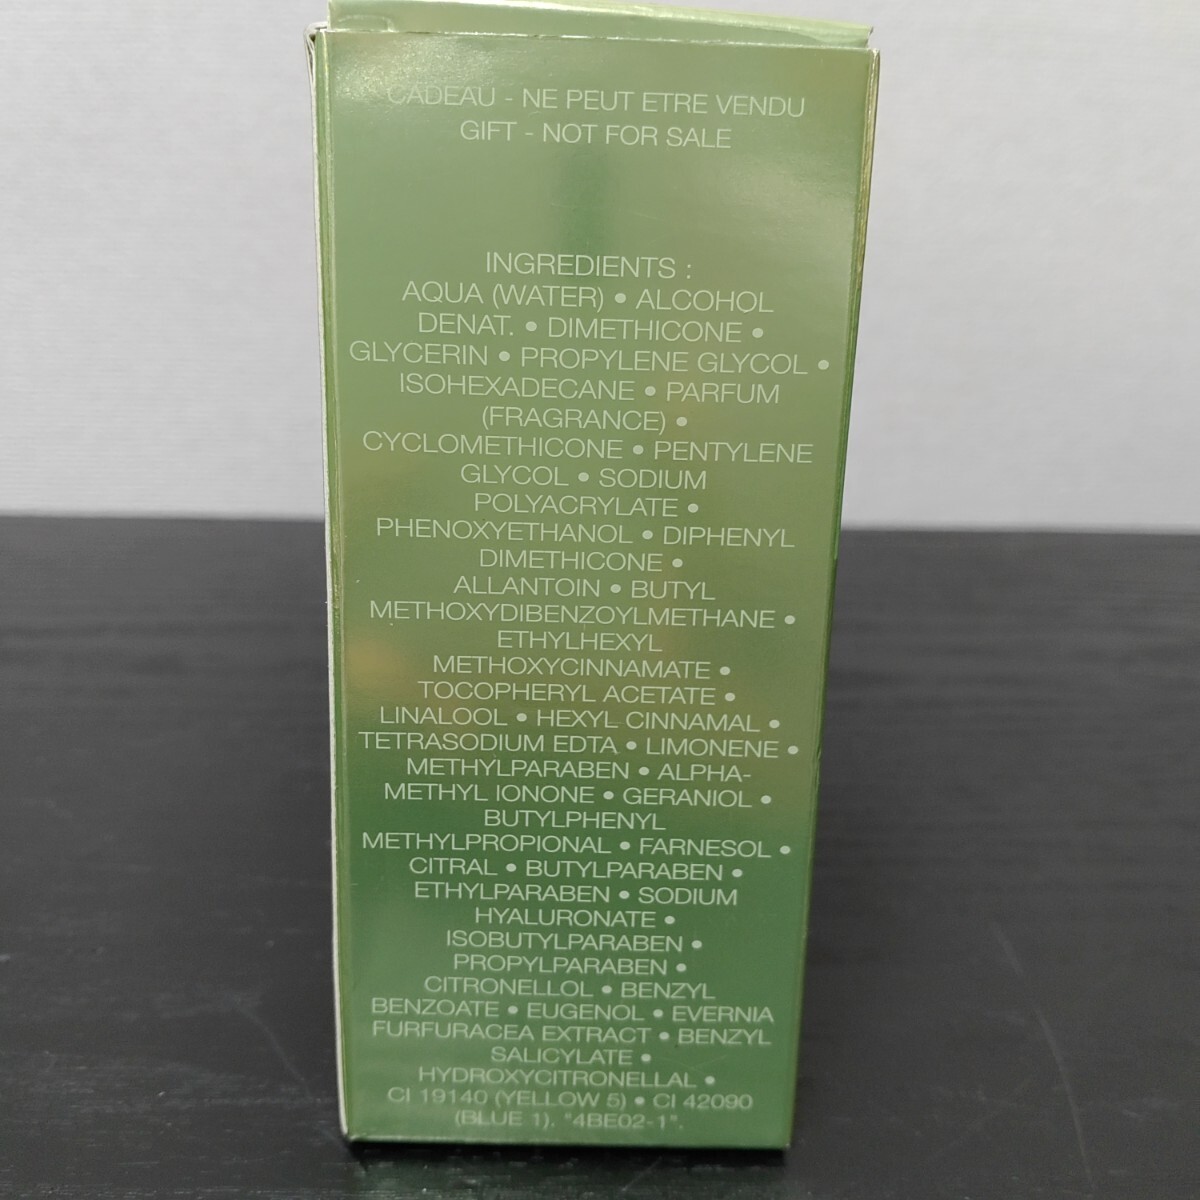 CADEAU - NE PEUT ETRE VENDU
GIFT - NOT FOR SALE
INGREDIENTS :
AQUA (WATER) • ALCOHOL
DENAT. • DIMETHICONE •
GLYCERIN • PROPYLENE GLYCOL •
ISOHEXADECANE • PARFUM
(FRAGRANCE) •
CYCLOMETHICONE • PENTYLENE
GLYCOL • SODIUM
POLYACRYLATE •
PHENOXYETHANOL • DIPHENYL
DIMETHICONE •
ALLANTOIN • BUTYL
METHOXYDIBENZOYLMETHANE •
ETHYLHEXYL
METHOXYCINNAMATE •
TOCOPHERYL ACETATE •
LINALOOL • HEXYL CINNAMAL •
TETRASODIUM EDTA • LIMONENE •
METHYLPARABEN • ALPHA-
METHYL IONONE • GERANIOL •
BUTYLPHENYL
METHYLPROPIONAL • FARNESOL •
CITRAL • BUTYLPARABEN •
ETHYLPARABEN • SODIUM
HYALURONATE •
ISOBUTYLPARABEN •
PROPYLPARABEN •
CITRONELLOL • BENZYL
BENZOATE • EUGENOL • EVERNIA
FURFURACEA EXTRACT • BENZYL
SALICYLATE •
HYDROXYCITRONELLAL •
CI 19140 (YELLOW 5) • CI 42090
(BLUE 1). "4BE02-1".